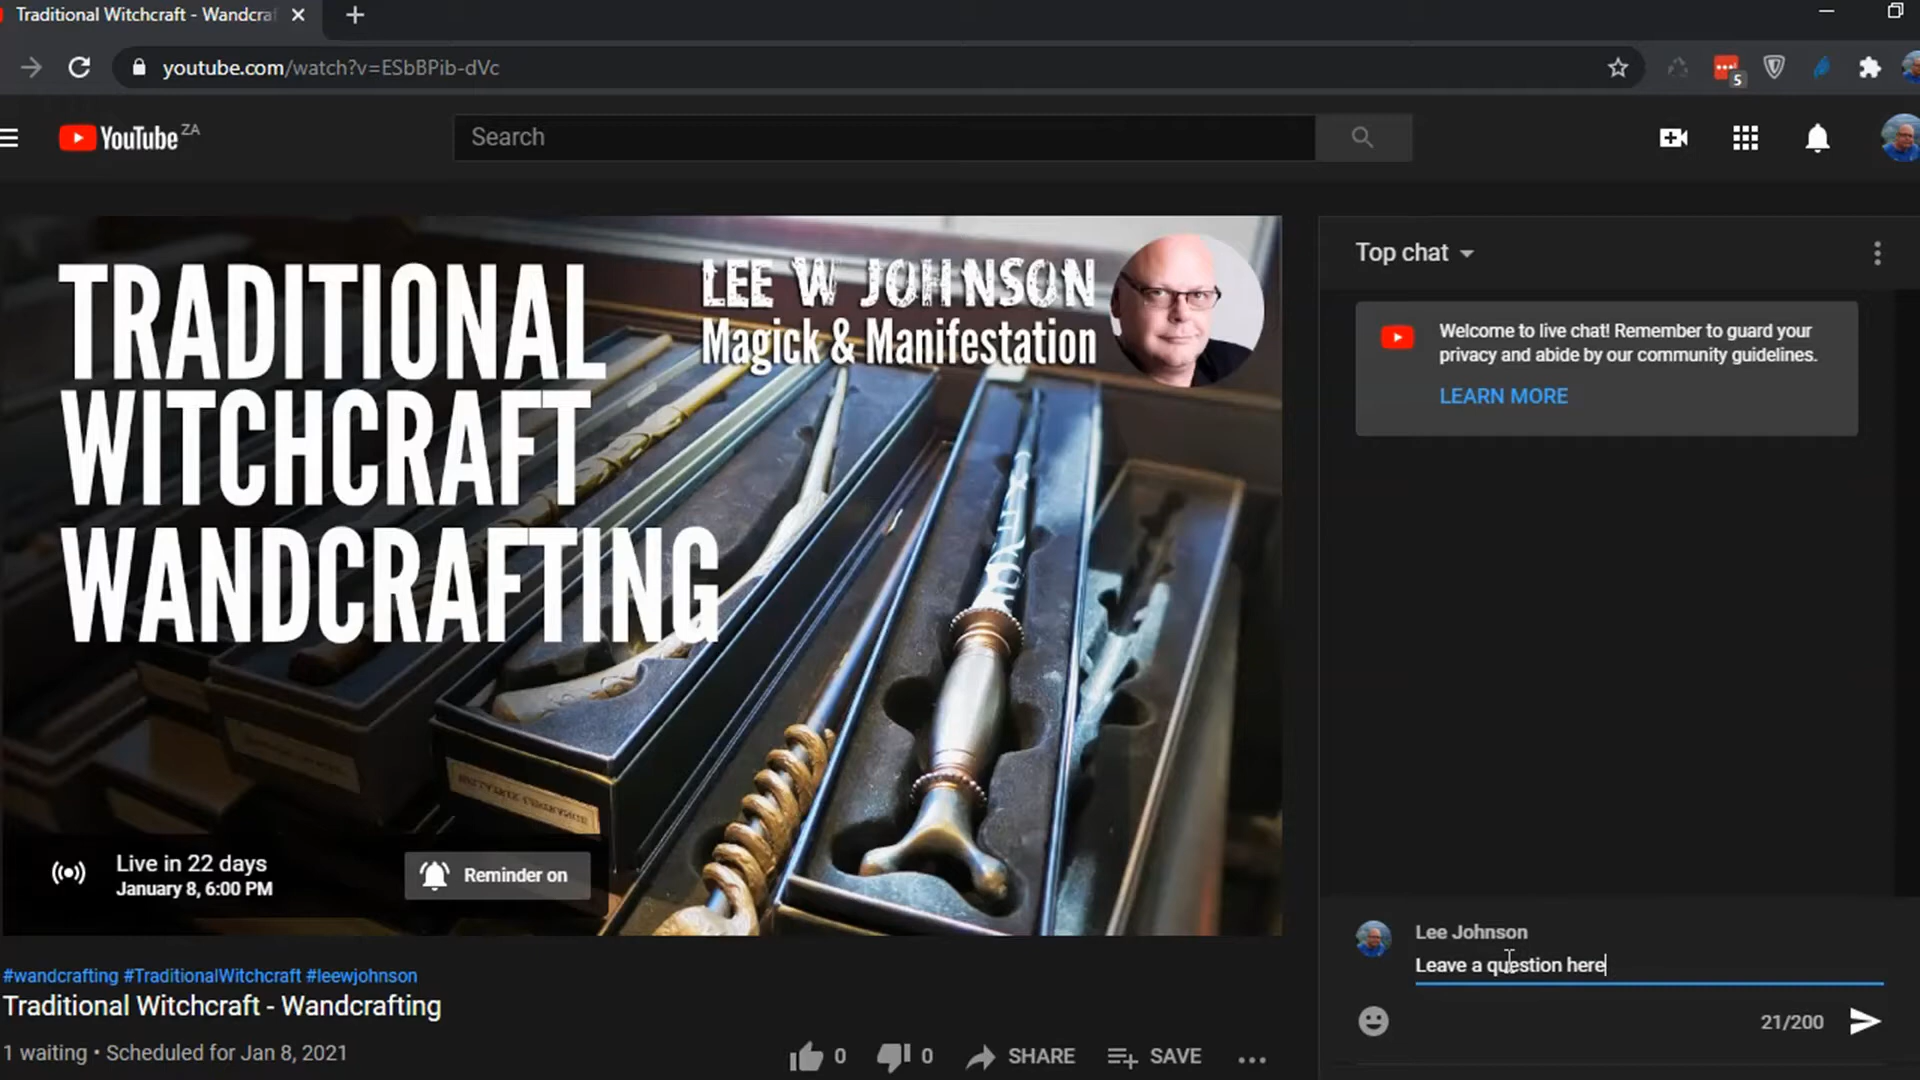 Traditional Witchcraft - Wandcraf
youtube.com/watch?v=ESbBPib-dVc
5
YouTube ZA
Search
TRADITIONAL
WITCHCRAFT
WANDCRAFTING
LEE W JOHNSON
Magick & Manifestation
Live in 22 days
January 8, 6:00 PM
Reminder on
#wandcrafting #TraditionalWitchcraft #leewjohnson
Traditional Witchcraft - Wandcrafting
1 waiting • Scheduled for Jan 8, 2021
0
0
SHARE
SAVE
Top chat
Welcome to live chat! Remember to guard your
privacy and abide by our community guidelines.
LEARN MORE
Lee Johnson
Leave a question here
21/200